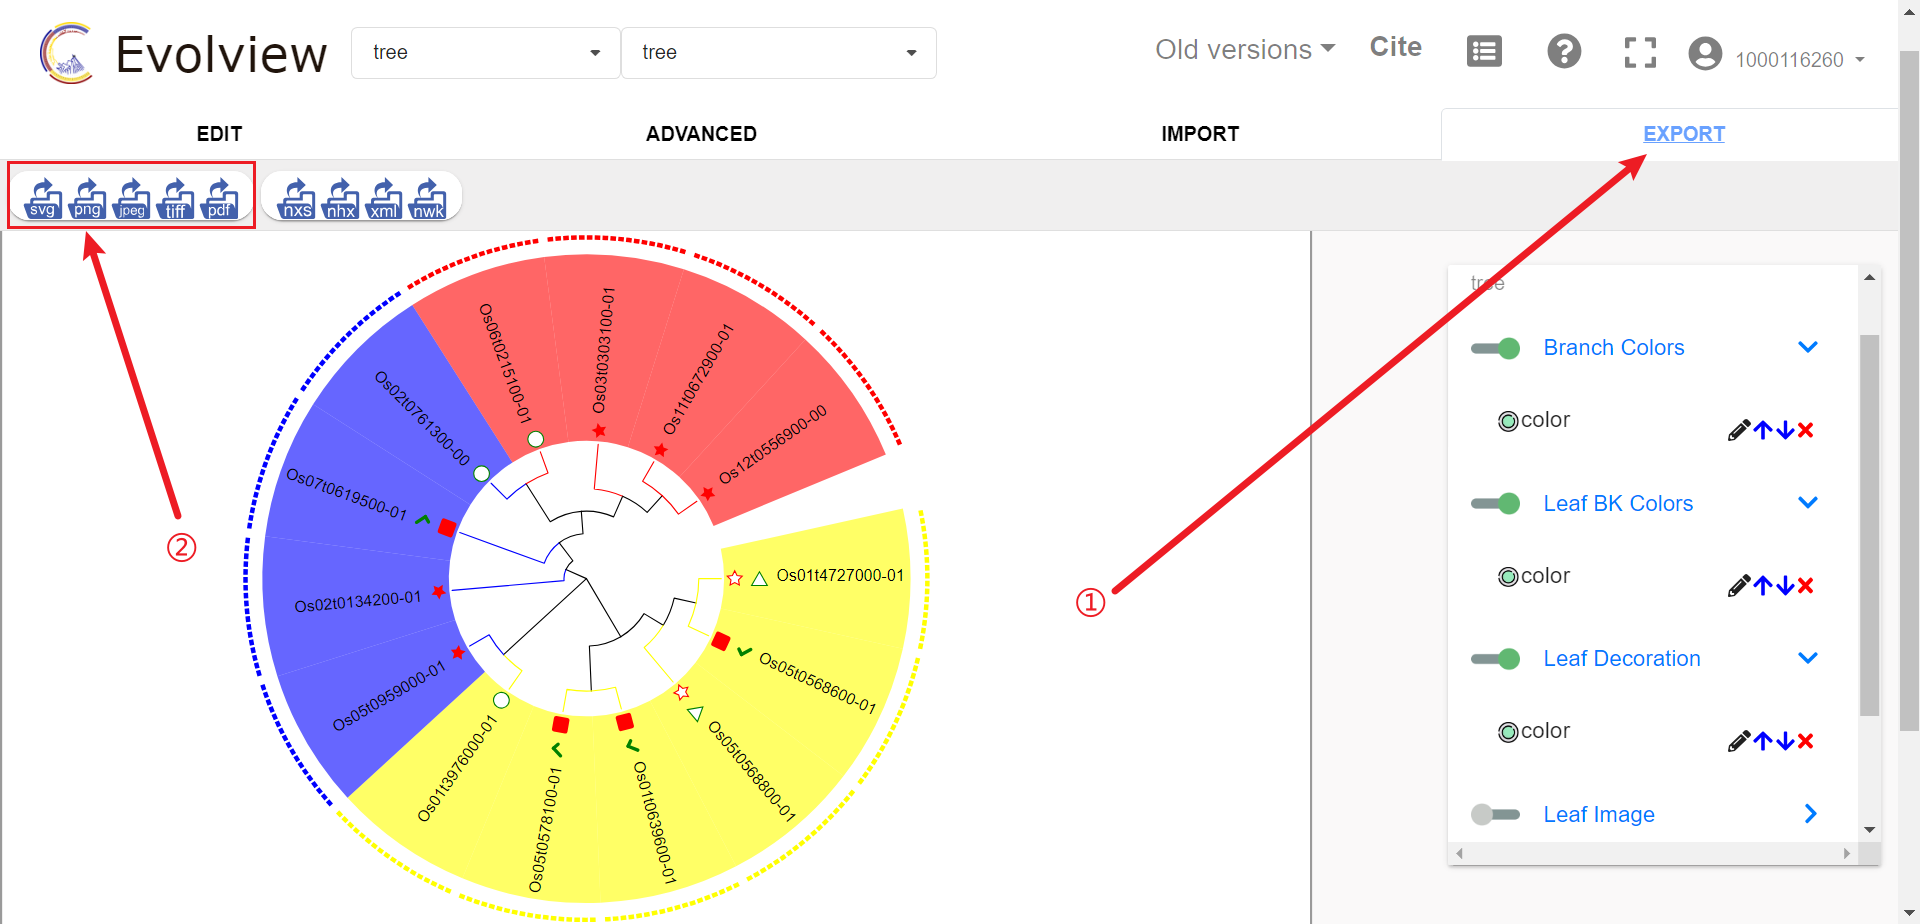 Evolview
tree
tree
Old versions
Cite
1000116260
EDIT
ADVANCED
IMPORT
EXPORT
svg
png
jpeg
tiff
pdf
nxs
nhx
xml
nwk
tree
Branch Colors
color
Leaf BK Colors
color
Leaf Decoration
color
Leaf Image
①
②
Os06t0215100-01
Os03t0303100-01
Os11t0672900-01
Os12t0556900-00
Os02t0761300-00
Os07t0619500-01
Os02t0134200-01
Os05t0959000-01
Os01t3976000-01
Os05t0578100-01
Os01t0639600-01
Os05t0568800-01
Os05t0568600-01
Os01t4727000-01